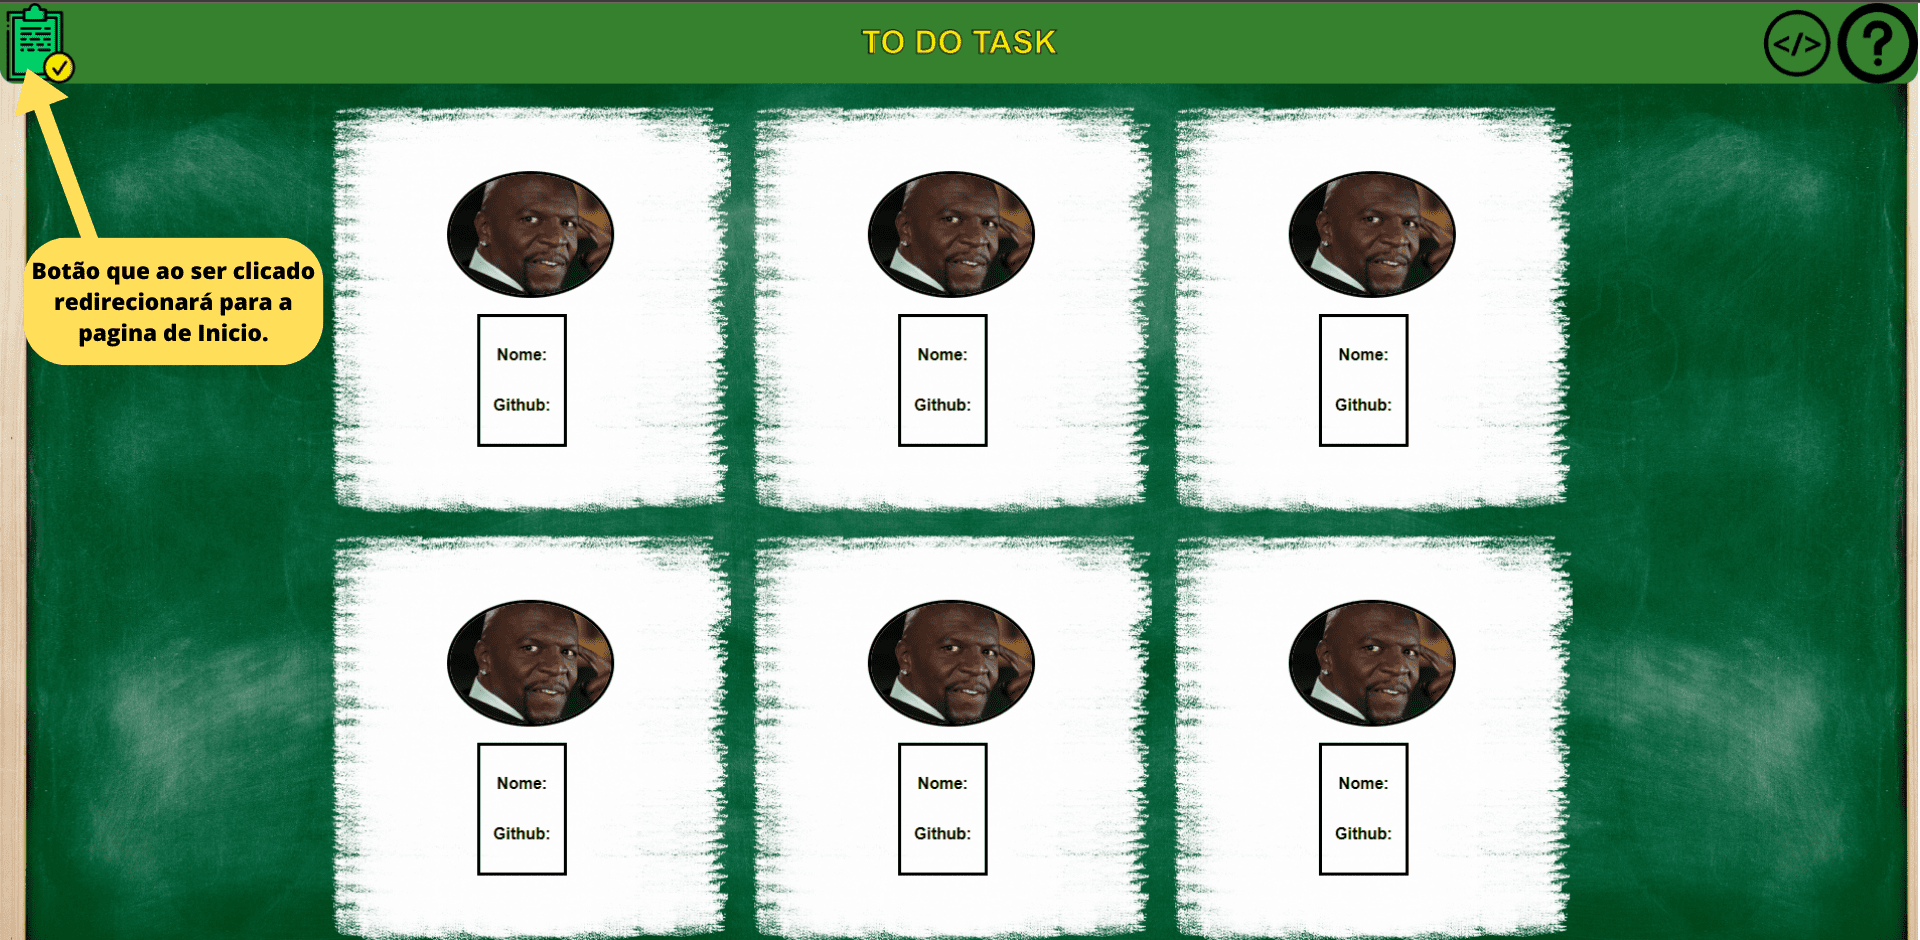 TO DO TASK
</>
?
Botão que ao ser clicado
redirecionará para a
pagina de Inicio.
Nome:
Github:
Nome:
Github:
Nome:
Github:
Nome:
Github:
Nome:
Github:
Nome:
Github: